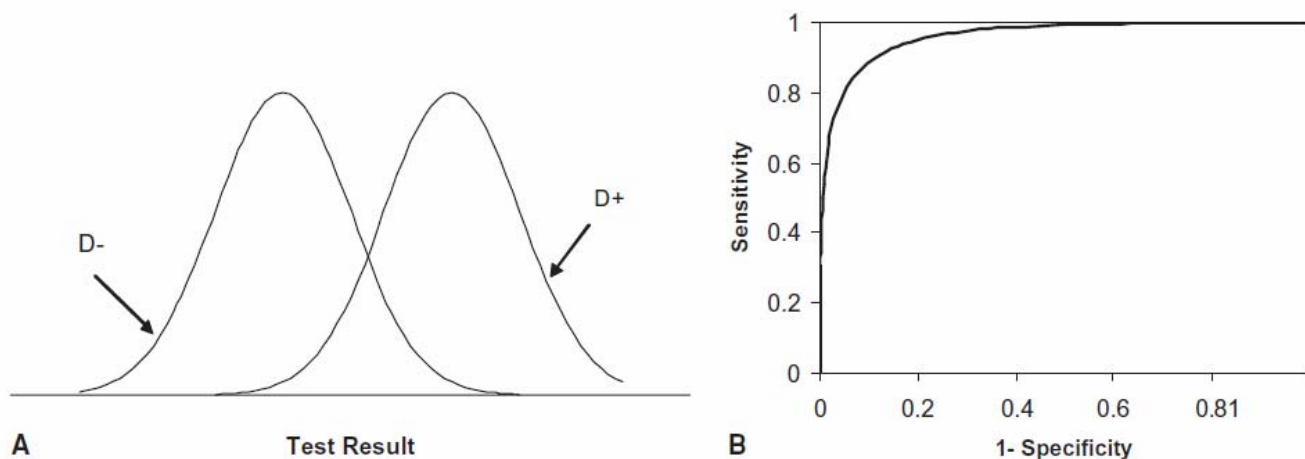 D-
D+
A
Test Result
1
0.8
0.6
0.4
0.2
0
Sensitivity
0
0.2
0.4
0.6
0.81
B
1- Specificity